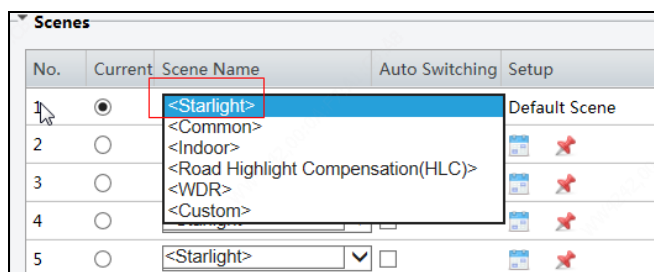 Scenes
No. Current Scene Name Auto Switching Setup
1 <Starlight> Default Scene
<Common>
2
<Indoor>
<Road Highlight Compensation(HLC)>
3
<WDR>
<Custom>
4
5 <Starlight>